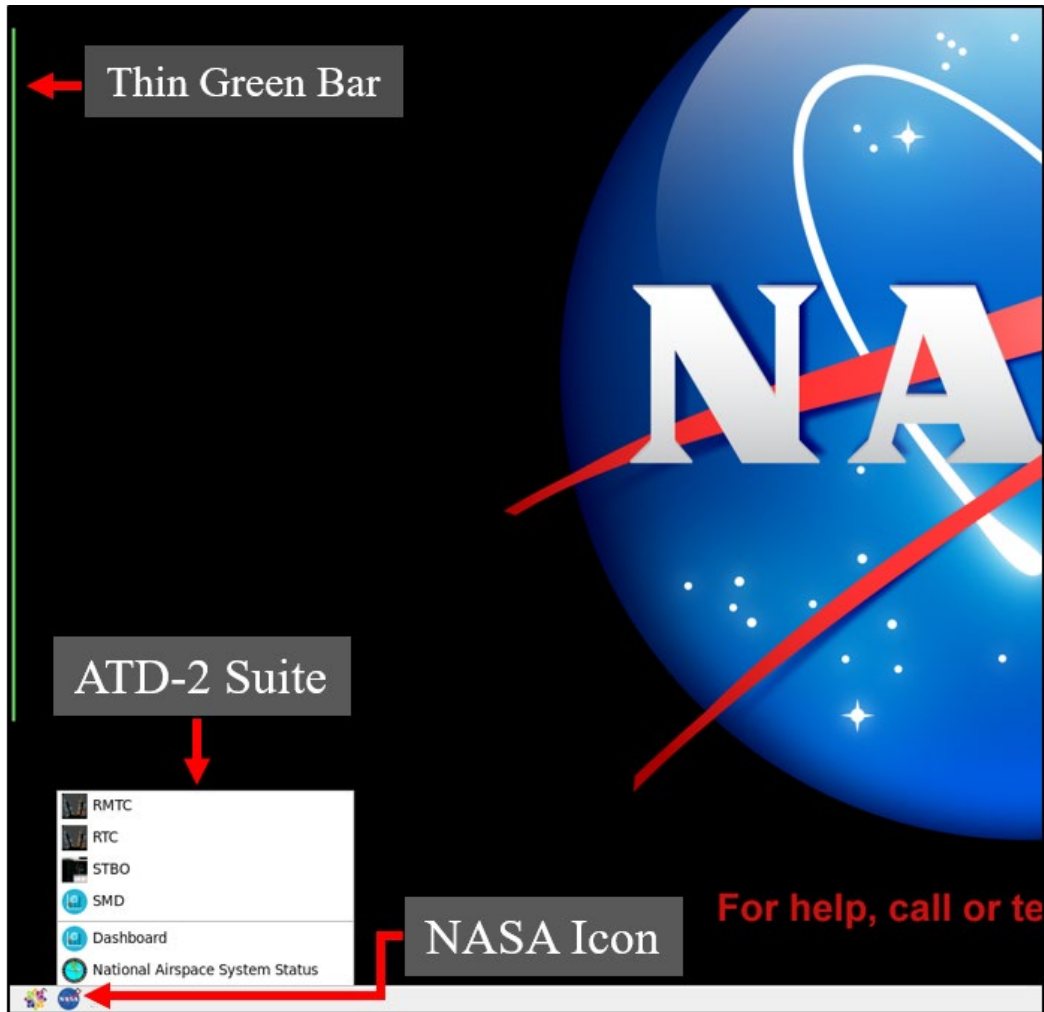 Thin Green Bar
NA
ATD-2 Suite
RMTC
RTC
STBO
SMD
Dashboard
National Airspace System Status
For help, call or te
NASA Icon
NASA